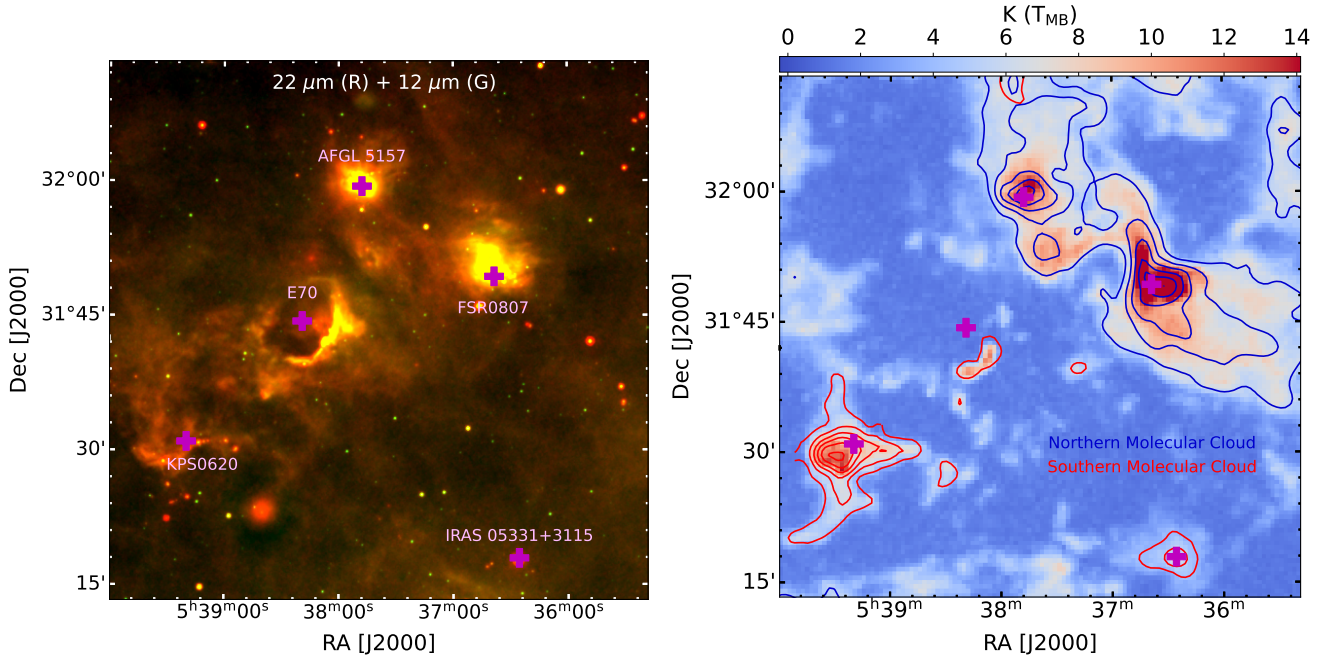 22 μm (R) + 12 μm (G)
AFGL 5157
FSR0807
E70
KPS0620
IRAS 05331+3115
32°00'
31°45'
30'
15'
Dec [J2000]
5ʰ39ᵐ00ˢ 38ᵐ00ˢ 37ᵐ00ˢ 36ᵐ00ˢ
RA [J2000]
K (T_MB)
0 2 4 6 8 10 12 14
32°00'
31°45'
30'
15'
Dec [J2000]
Northern Molecular Cloud
Southern Molecular Cloud
5ʰ39ᵐ 38ᵐ 37ᵐ 36ᵐ
RA [J2000]